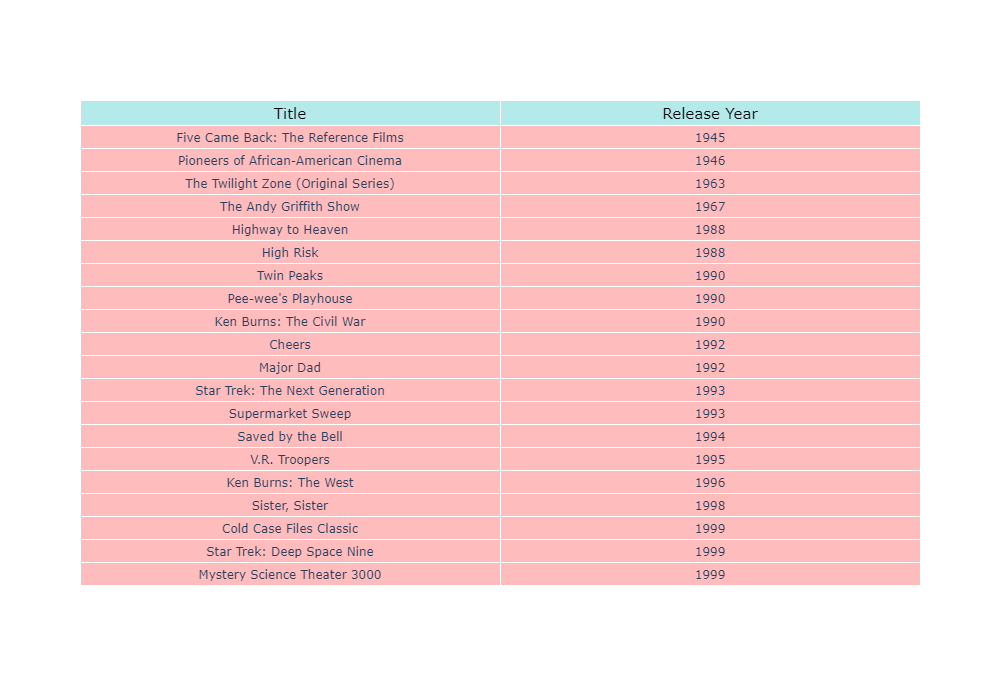 Title Release Year
Five Came Back: The Reference Films 1945
Pioneers of African-American Cinema 1946
The Twilight Zone (Original Series) 1963
The Andy Griffith Show 1967
Highway to Heaven 1988
High Risk 1988
Twin Peaks 1990
Pee-wee's Playhouse 1990
Ken Burns: The Civil War 1990
Cheers 1992
Major Dad 1992
Star Trek: The Next Generation 1993
Supermarket Sweep 1993
Saved by the Bell 1994
V.R. Troopers 1995
Ken Burns: The West 1996
Sister, Sister 1998
Cold Case Files Classic 1999
Star Trek: Deep Space Nine 1999
Mystery Science Theater 3000 1999